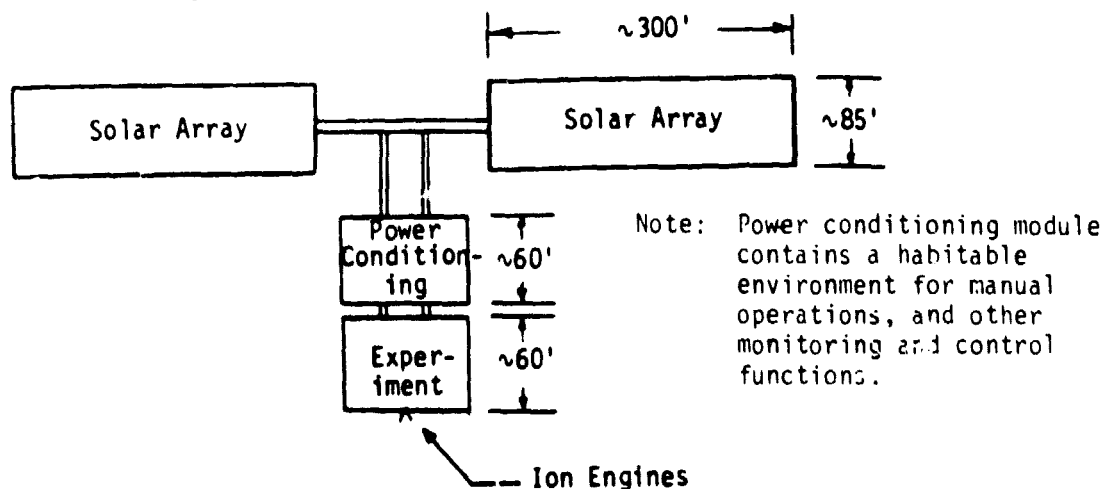 ~300'
Solar Array
Solar Array
~85'
Power
Condition-
ing
~60'
Note: Power conditioning module
contains a habitable
environment for manual
operations, and other
monitoring and control
functions.
Exper-
iment
~60'
Ion Engines